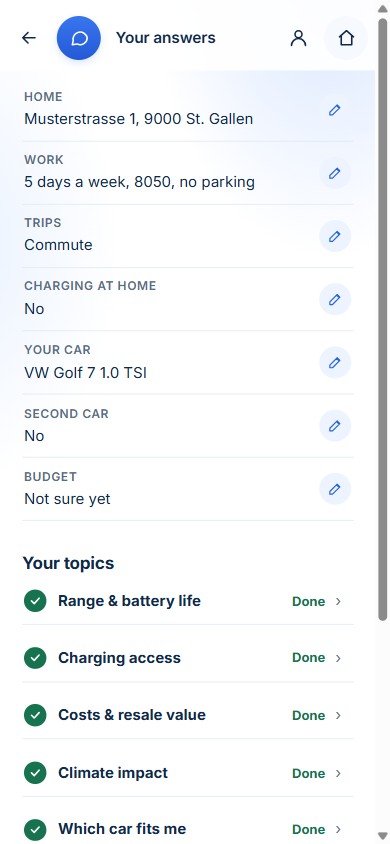 Your answers
HOME
Musterstrasse 1, 9000 St. Gallen
WORK
5 days a week, 8050, no parking
TRIPS
Commute
CHARGING AT HOME
No
YOUR CAR
VW Golf 7 1.0 TSI
SECOND CAR
No
BUDGET
Not sure yet
Your topics
Range & battery life Done
Charging access Done
Costs & resale value Done
Climate impact Done
Which car fits me Done